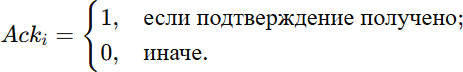 Ack_i = { 1, если подтверждение получено;
0, иначе.